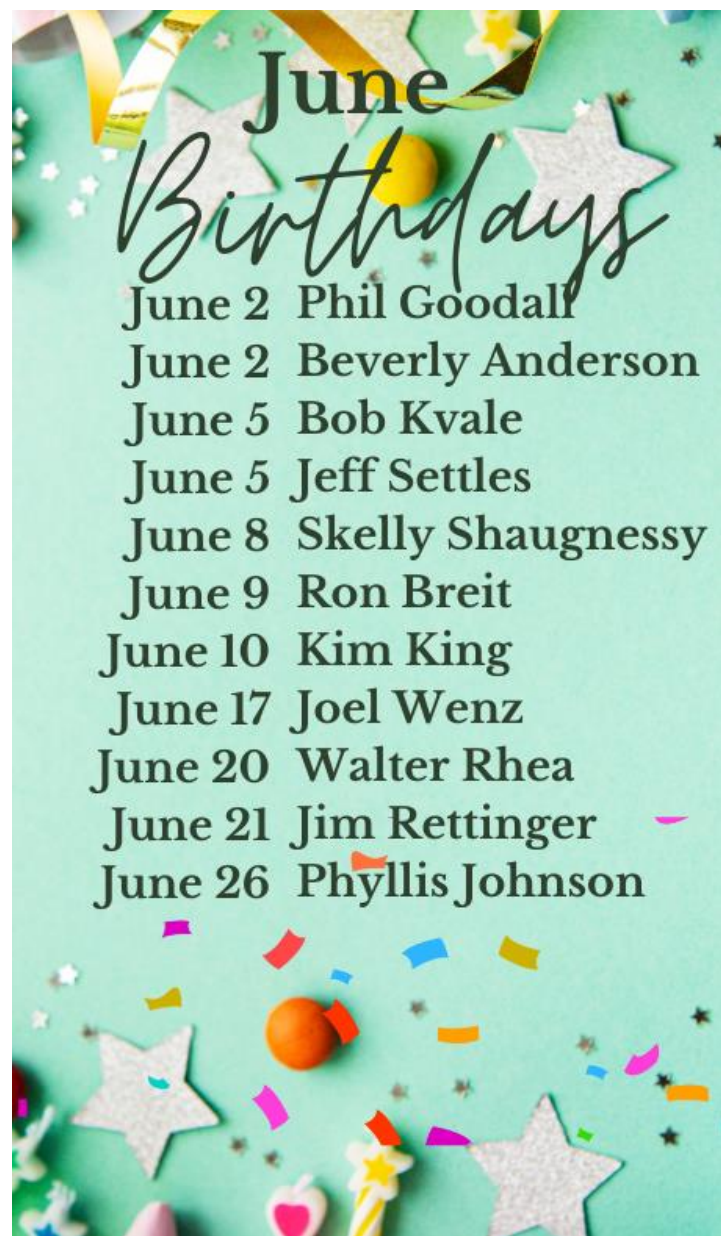 June
Birthdays
June 2 Phil Goodall
June 2 Beverly Anderson
June 5 Bob Kvale
June 5 Jeff Settles
June 8 Skelly Shaugnessy
June 9 Ron Breit
June 10 Kim King
June 17 Joel Wenz
June 20 Walter Rhea
June 21 Jim Rettinger
June 26 Phyllis Johnson